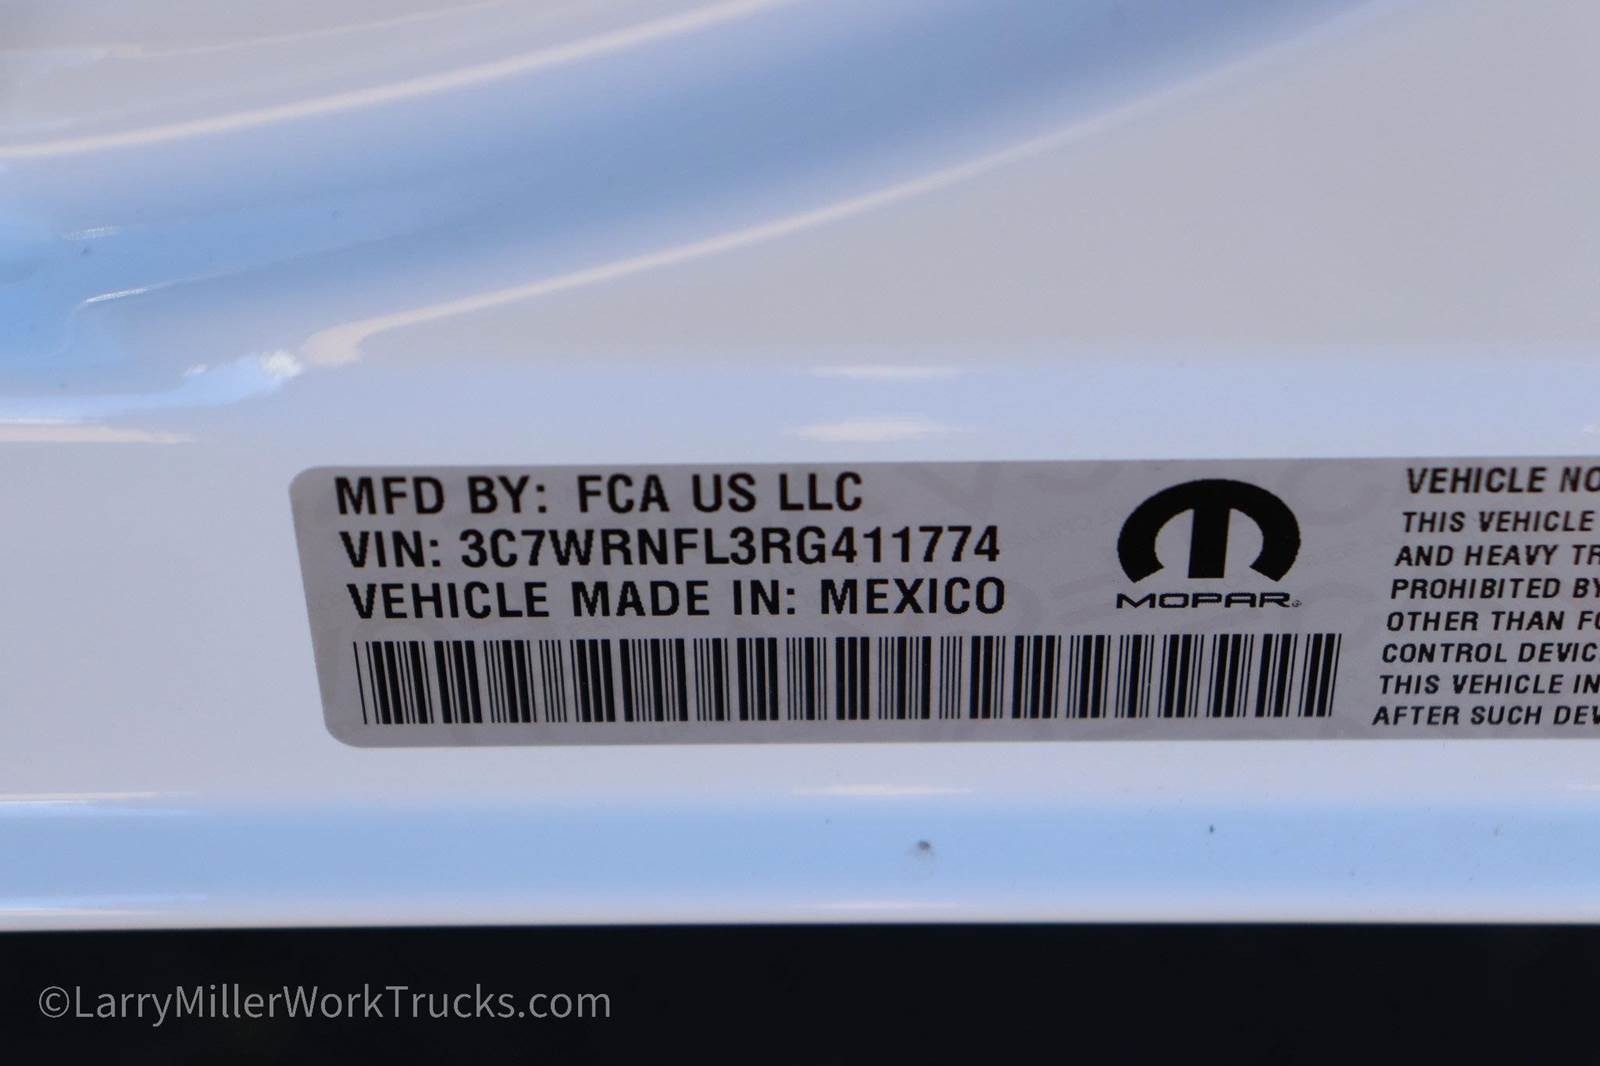 MFD BY: FCA US LLC
VIN: 3C7WRNFL3RG411774
VEHICLE MADE IN: MEXICO
MOPAR®
VEHICLE NO
THIS VEHICLE
AND HEAVY TR
PROHIBITED BY
OTHER THAN FO
CONTROL DEVIC
THIS VEHICLE IN
AFTER SUCH DEV
©LarryMillerWorkTrucks.com